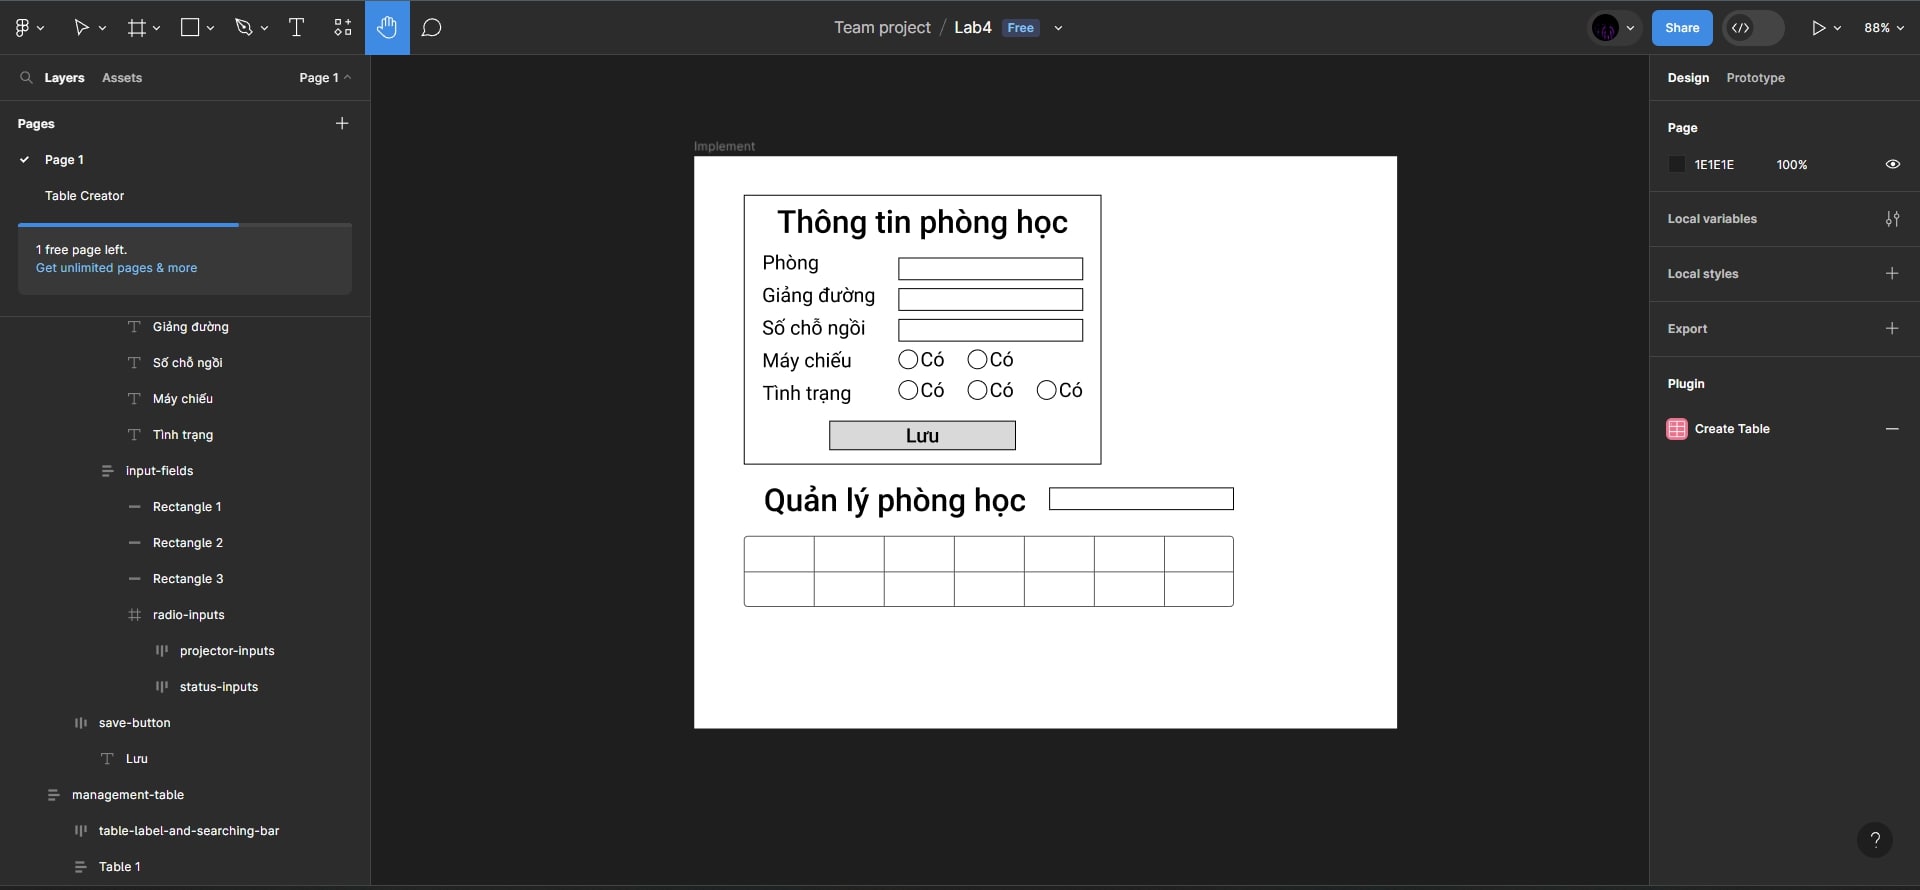 Team project / Lab4 Free
Share
88%
Layers Assets Page 1
Pages
Page 1
Table Creator
1 free page left.
Get unlimited pages & more
Giảng đường
Số chỗ ngồi
Máy chiếu
Tình trạng
input-fields
Rectangle 1
Rectangle 2
Rectangle 3
radio-inputs
projector-inputs
status-inputs
save-button
Lưu
management-table
table-label-and-searching-bar
Table 1
Implement
Thông tin phòng học
Phòng
Giảng đường
Số chỗ ngồi
Máy chiếu Có Có
Tình trạng Có Có Có
Lưu
Quản lý phòng học
Design Prototype
Page
1E1E1E 100%
Local variables
Local styles
Export
Plugin
Create Table
?